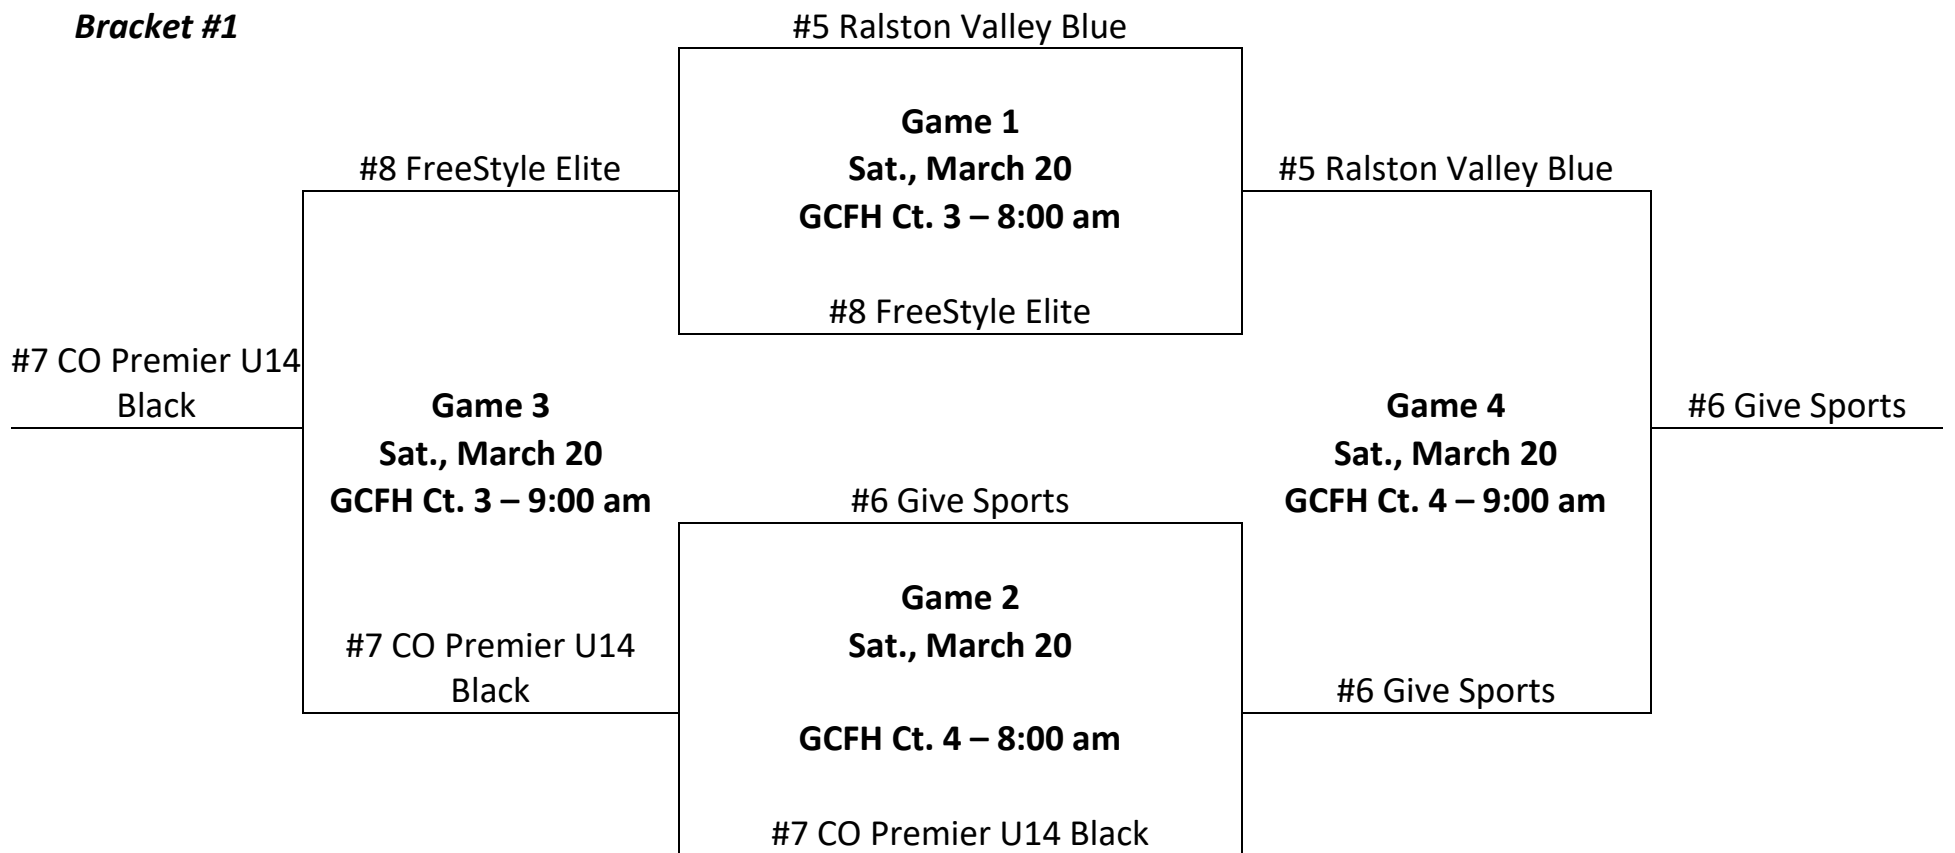 Bracket #1
#5 Ralston Valley Blue
Game 1
Sat., March 20
GCFH Ct. 3 – 8:00 am
#8 FreeStyle Elite
#5 Ralston Valley Blue
#8 FreeStyle Elite
#7 CO Premier U14
Black
Game 3
Sat., March 20
GCFH Ct. 3 – 9:00 am
Game 4
Sat., March 20
GCFH Ct. 4 – 9:00 am
#6 Give Sports
#6 Give Sports
Game 2
Sat., March 20
GCFH Ct. 4 – 8:00 am
#7 CO Premier U14
Black
#6 Give Sports
#7 CO Premier U14 Black